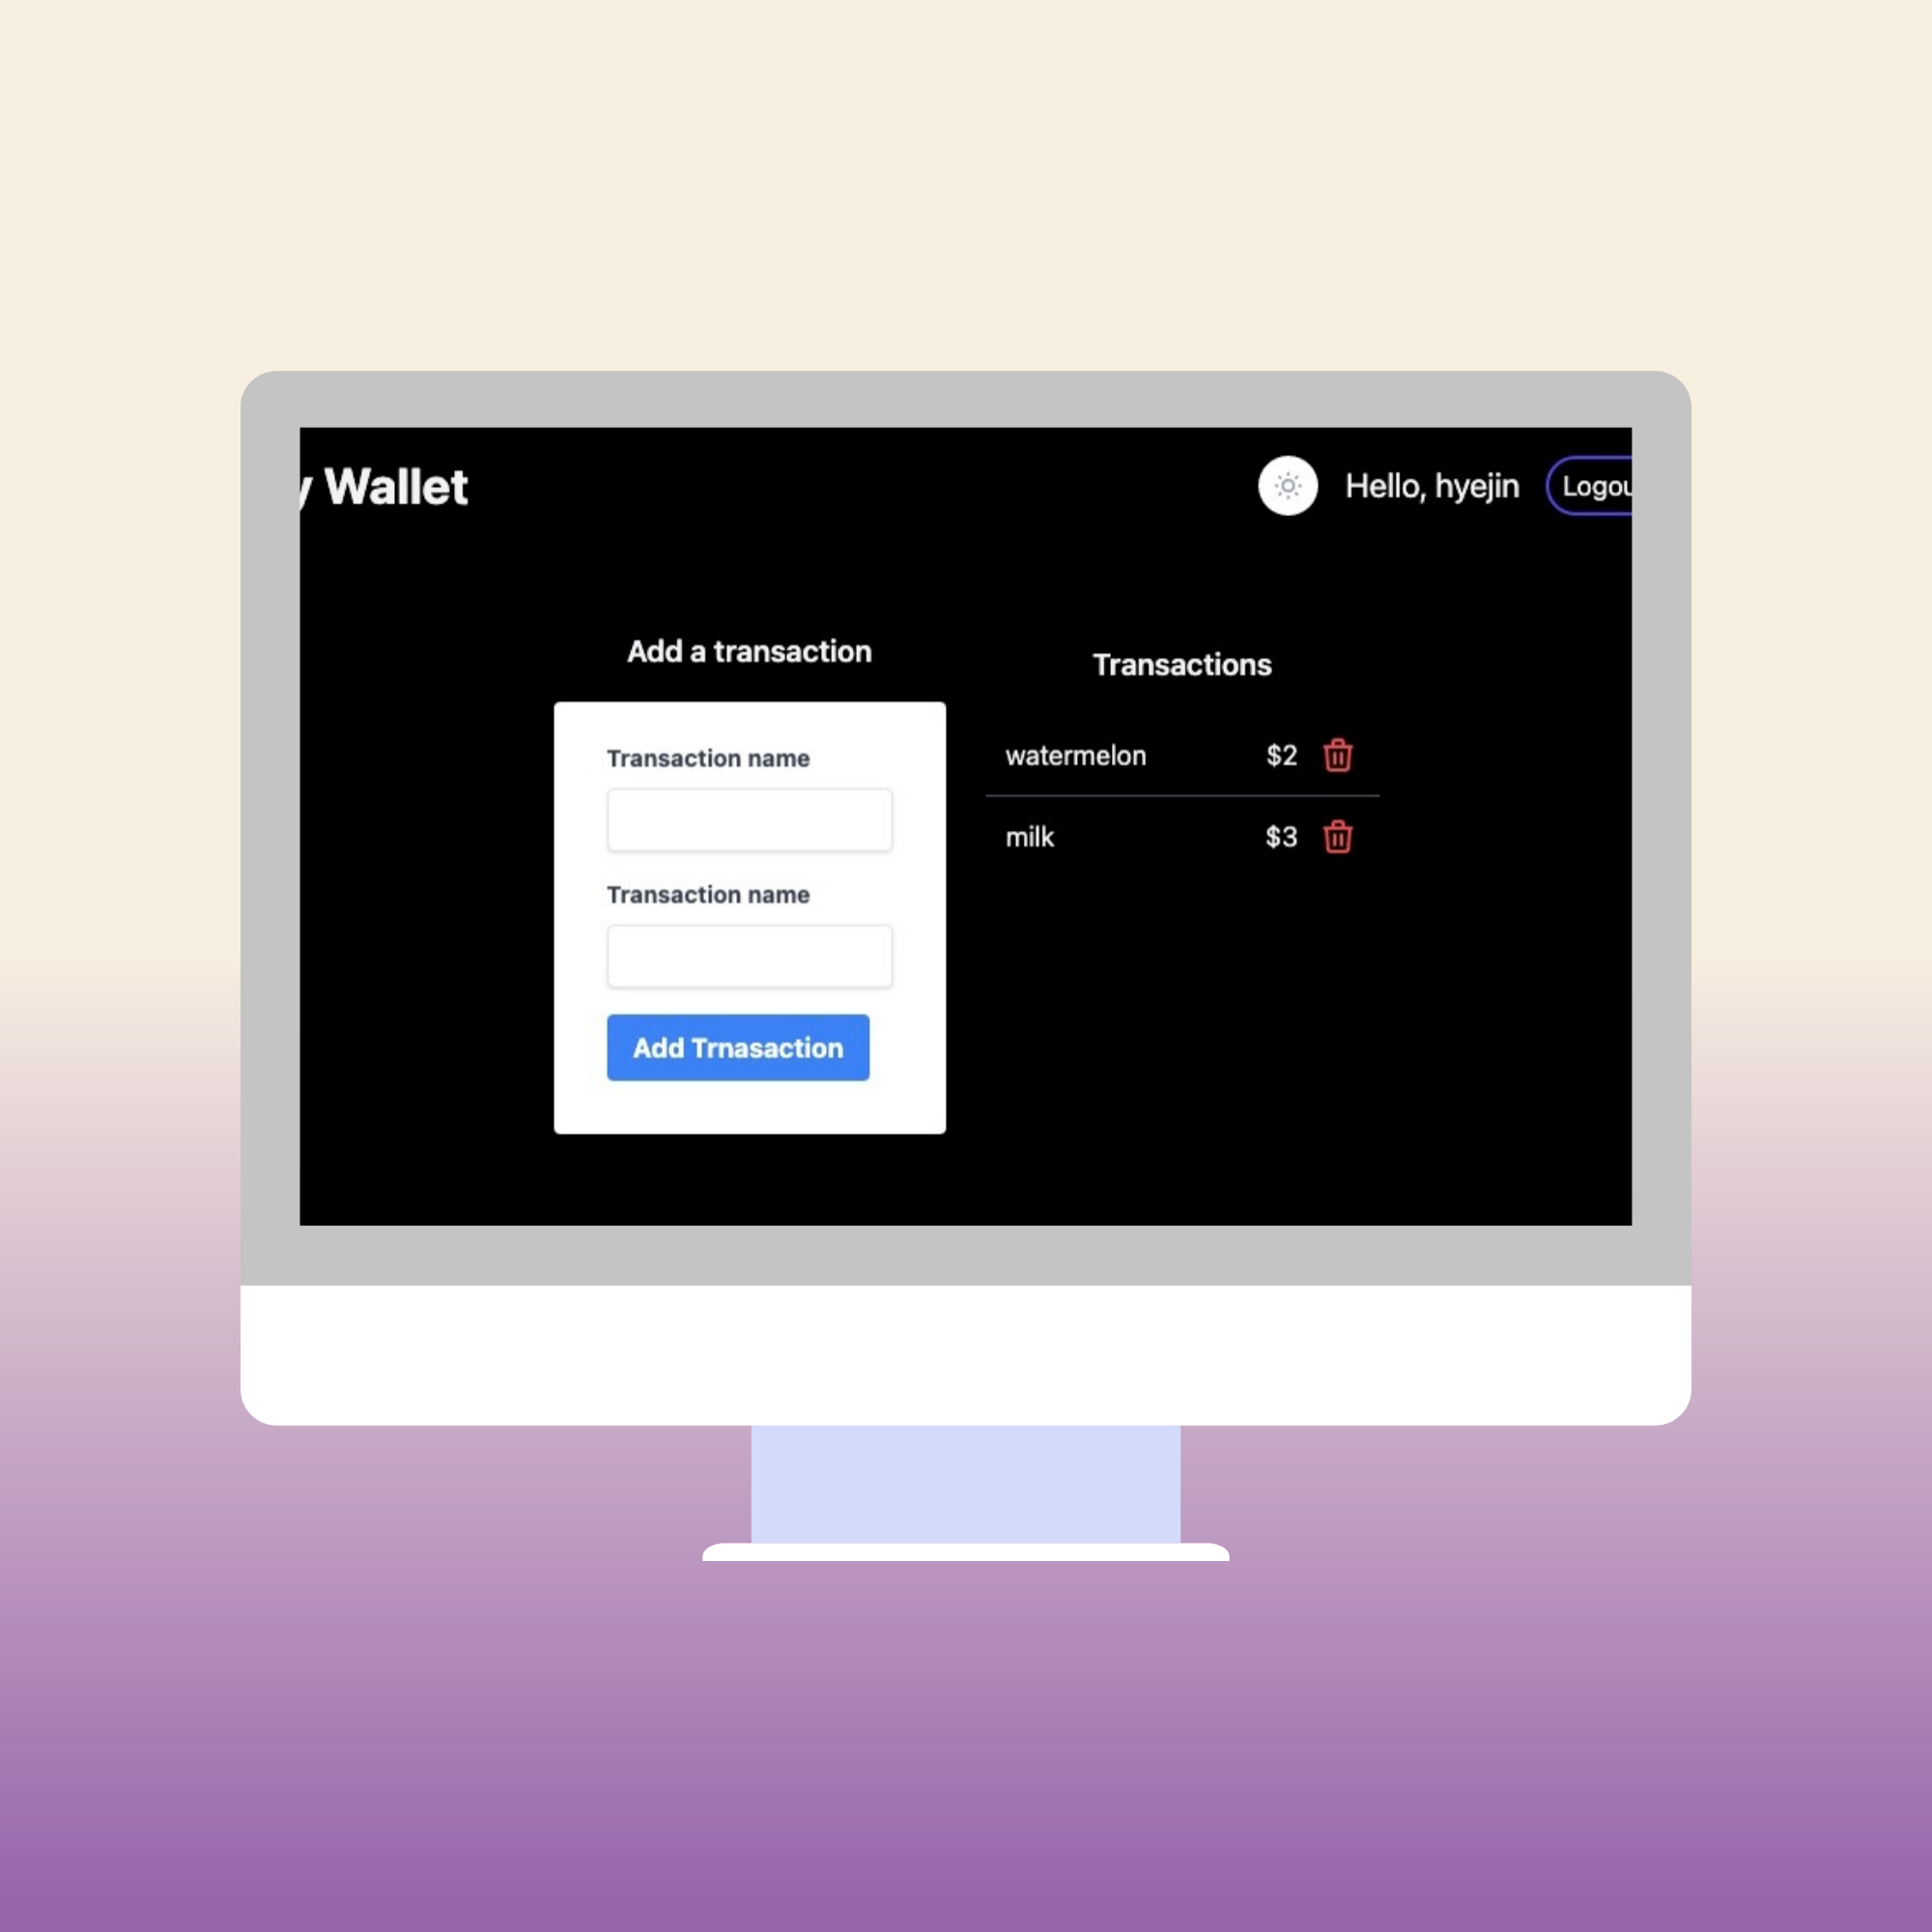 y Wallet
Hello, hyejin
Logou
Add a transaction
Transaction name
Transaction name
Add Trnasaction
Transactions
watermelon $2
milk $3